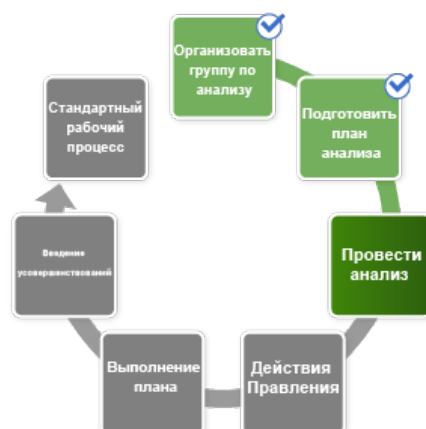 Организовать
группу по
анализу
Подготовить
план
анализа
Провести
анализ
Действия
Правления
Выполнение
плана
Введение
усовершенствований
Стандартный
рабочий
процесс